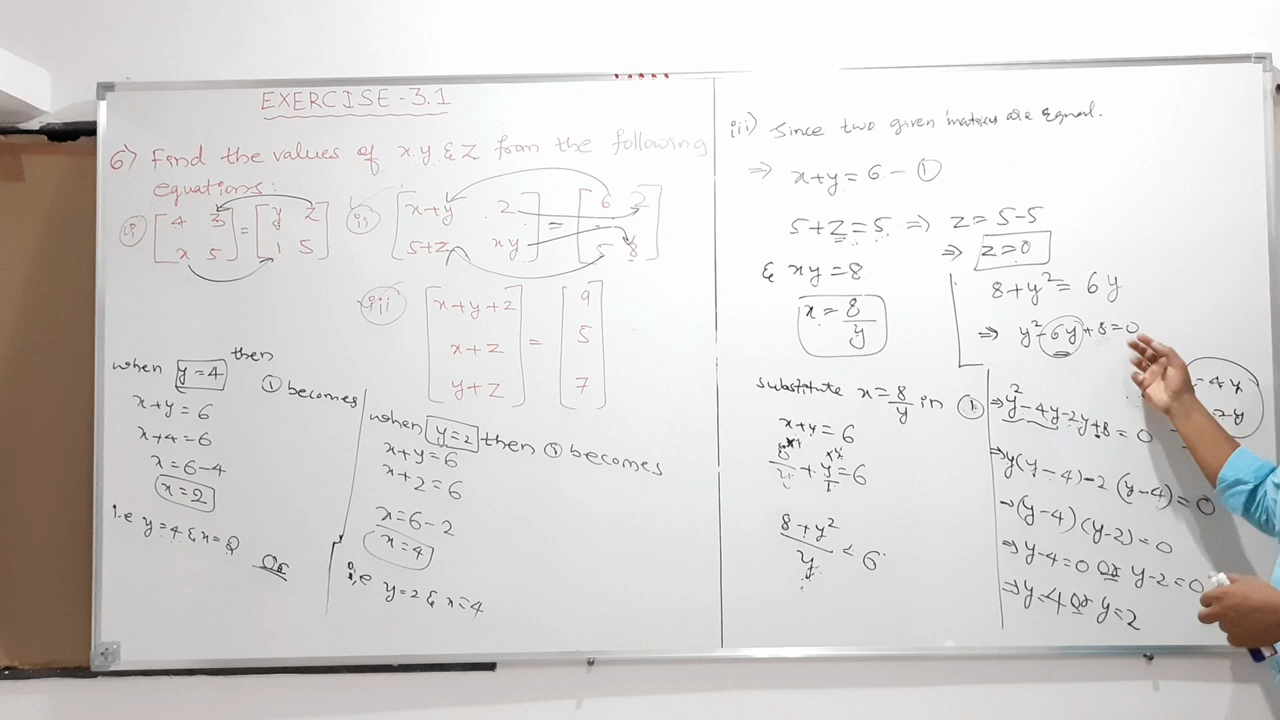 EXERCISE-3.1
6) Find the values of x.y & z from the following
equations:
i) [4 3 = [y z
x 5] 1 5]
ii) [x+y 2 = [6 2
5+z xy] 5 8]
iii) [x+y+z = [9
x+z 5
y+z] 7]
when y=4 then
① becomes
x+y=6
x+4=6
x=6-4
x=2
i.e y=4 & x=2 Or
when y=2 then ① becomes
x+y=6
x+2=6
x=6-2
x=4
i.e y=2 & x=4
iii) Since two given matrices are Equal.
⇒ x+y=6-①
5+z=5 ⇒ z=5-5
⇒ z=0
& xy=8
x=8/y
Substitute x=8/y in ①
x+y=6
+y/1=6
8+y²/y = 6
8+y²=6y
⇒ y²-6y+8=0
-4y
-2y
⇒y²-4y-2y+8=0
⇒y(y-4)-2(y-4)=0
⇒(y-4)(y-2)=0
⇒y-4=0 Or y-2=0
⇒y=4 Or y=2